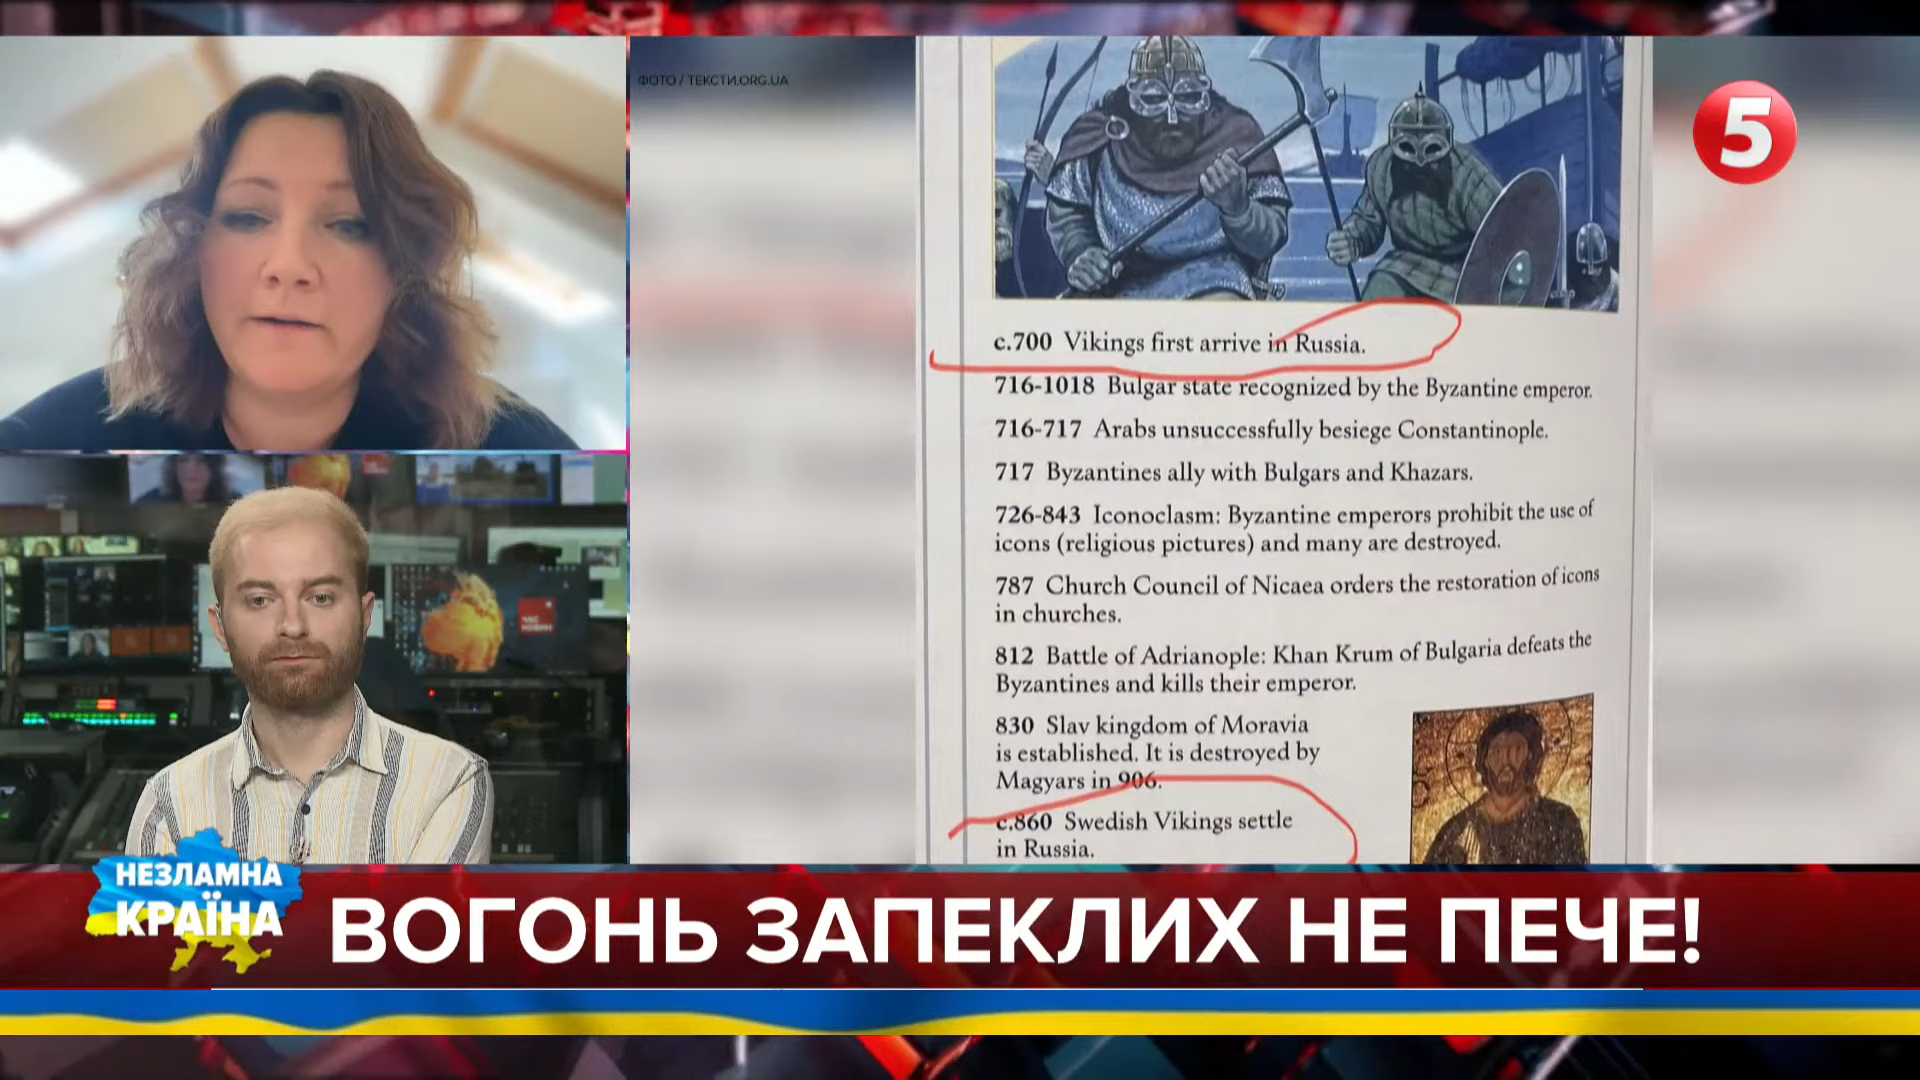 ФОТО / ТЕКСТИ.ORG.UA
5
c.700 Vikings first arrive in Russia.
716-1018 Bulgar state recognized by the Byzantine emperor.
716-717 Arabs unsuccessfully besiege Constantinople.
717 Byzantines ally with Bulgars and Khazars.
726-843 Iconoclasm: Byzantine emperors prohibit the use of
icons (religious pictures) and many are destroyed.
787 Church Council of Nicaea orders the restoration of icons
in churches.
812 Battle of Adrianople: Khan Krum of Bulgaria defeats the
Byzantines and kills their emperor.
830 Slav kingdom of Moravia
is established. It is destroyed by
Magyars in 906.
c.860 Swedish Vikings settle
in Russia.
ЧАС
НОВИН
НЕЗЛАМНА
КРАЇНА
ВОГОНЬ ЗАПЕКЛИХ НЕ ПЕЧЕ!